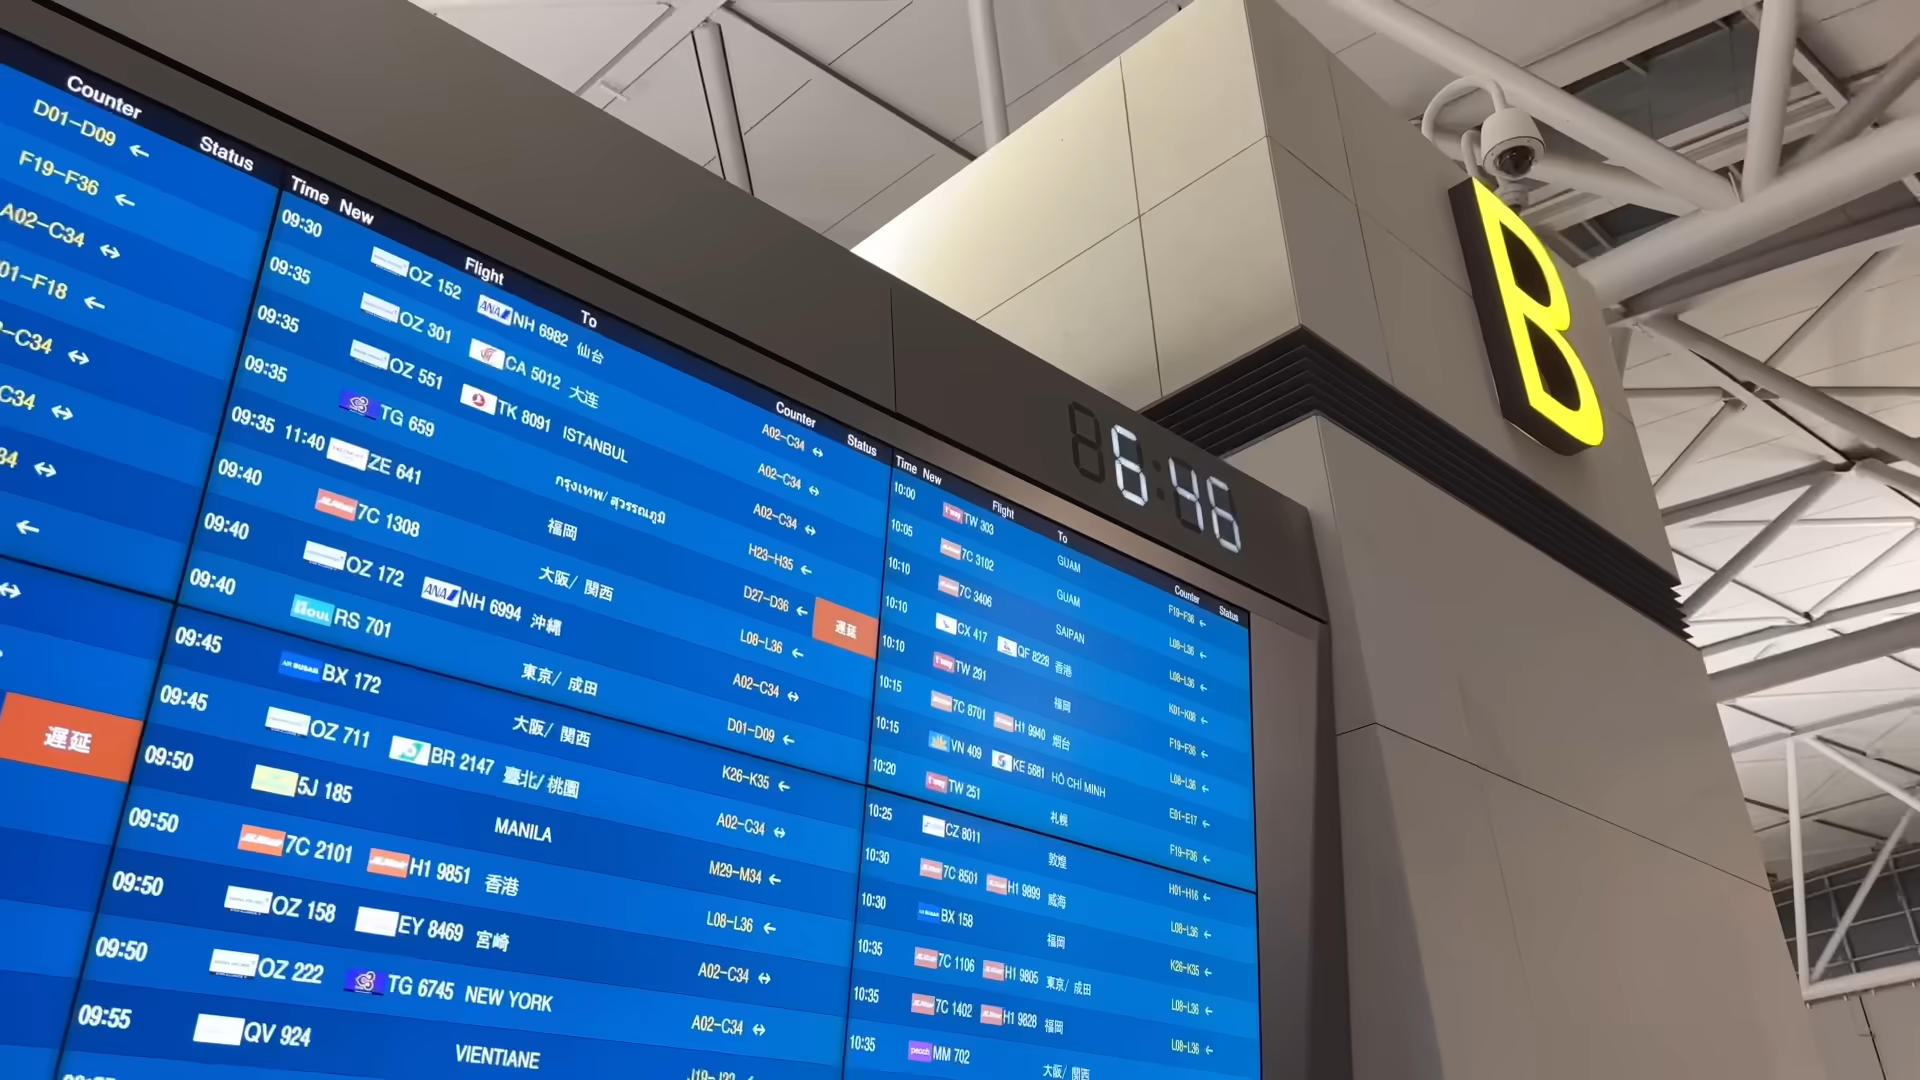 Counter Status
D01-D09 ←
F19-F36 ←
A02-C34 ↔
01-F18 ←
-C34 ↔
C34 ↔
34 ↔
←
↔
遅延
Time New Flight To Counter Status
09:30 OZ 152 ANA NH 6982 仙台 A02-C34 ↔
09:35 OZ 301 CA 5012 大连 A02-C34 ↔
09:35 OZ 551 TK 8091 ISTANBUL A02-C34 ↔
09:35 TG 659 กรุงเทพ/ สุวรรณภูมิ H23-H35 ←
09:35 11:40 ZE 641 福岡 D27-D36 ← 遅延
09:40 7C 1308 大阪/ 関西 L08-L36 ←
09:40 OZ 172 ANA NH 6994 沖縄 A02-C34 ↔
09:40 RS 701 東京/ 成田 D01-D09 ←
09:45 AIR BUSAN BX 172 大阪/ 関西 K26-K35 ←
09:45 OZ 711 BR 2147 臺北/ 桃園 A02-C34 ↔
09:50 5J 185 MANILA M29-M34 ←
09:50 7C 2101 H1 9851 香港 L08-L36 ←
09:50 OZ 158 EY 8469 宮崎 A02-C34 ↔
09:50 OZ 222 TG 6745 NEW YORK A02-C34 ↔
09:55 QV 924 VIENTIANE
Time New Flight To Counter Status
10:00 t'way TW 303 GUAM F19-F36 ←
10:05 7C 3102 GUAM L08-L36 ←
10:10 7C 3406 SAIPAN L08-L36 ←
10:10 CX 417 QF 8228 香港 K01-K08 ←
10:10 t'way TW 291 福岡 F19-F36 ←
10:15 7C 8701 H1 9940 烟台 L08-L36 ←
10:15 VN 409 KE 5681 HỒ CHÍ MINH E01-E17 ←
10:20 t'way TW 251 札幌 F19-F36 ←
10:25 CZ 8011 敦煌 H01-H16 ←
10:30 7C 8501 H1 9899 威海 L08-L36 ←
10:30 AIR BUSAN BX 158 福岡 K26-K35 ←
10:35 7C 1106 H1 9805 東京/ 成田 L08-L36 ←
10:35 7C 1402 H1 9828 福岡 L08-L36 ←
10:35 peach MM 702 大阪/ 関西
6:46
B